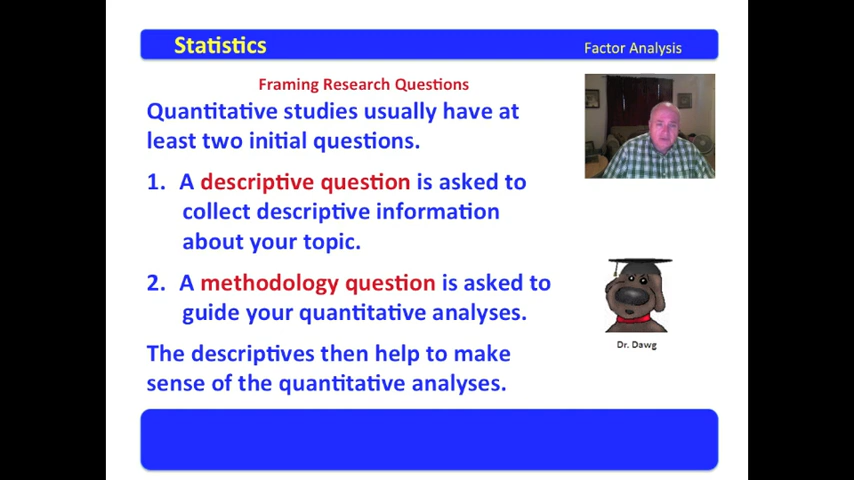 Statistics
Factor Analysis
Framing Research Questions
Quantitative studies usually have at
least two initial questions.
1. A descriptive question is asked to
collect descriptive information
about your topic.
2. A methodology question is asked to
guide your quantitative analyses.
The descriptives then help to make
sense of the quantitative analyses.
Dr. Dawg